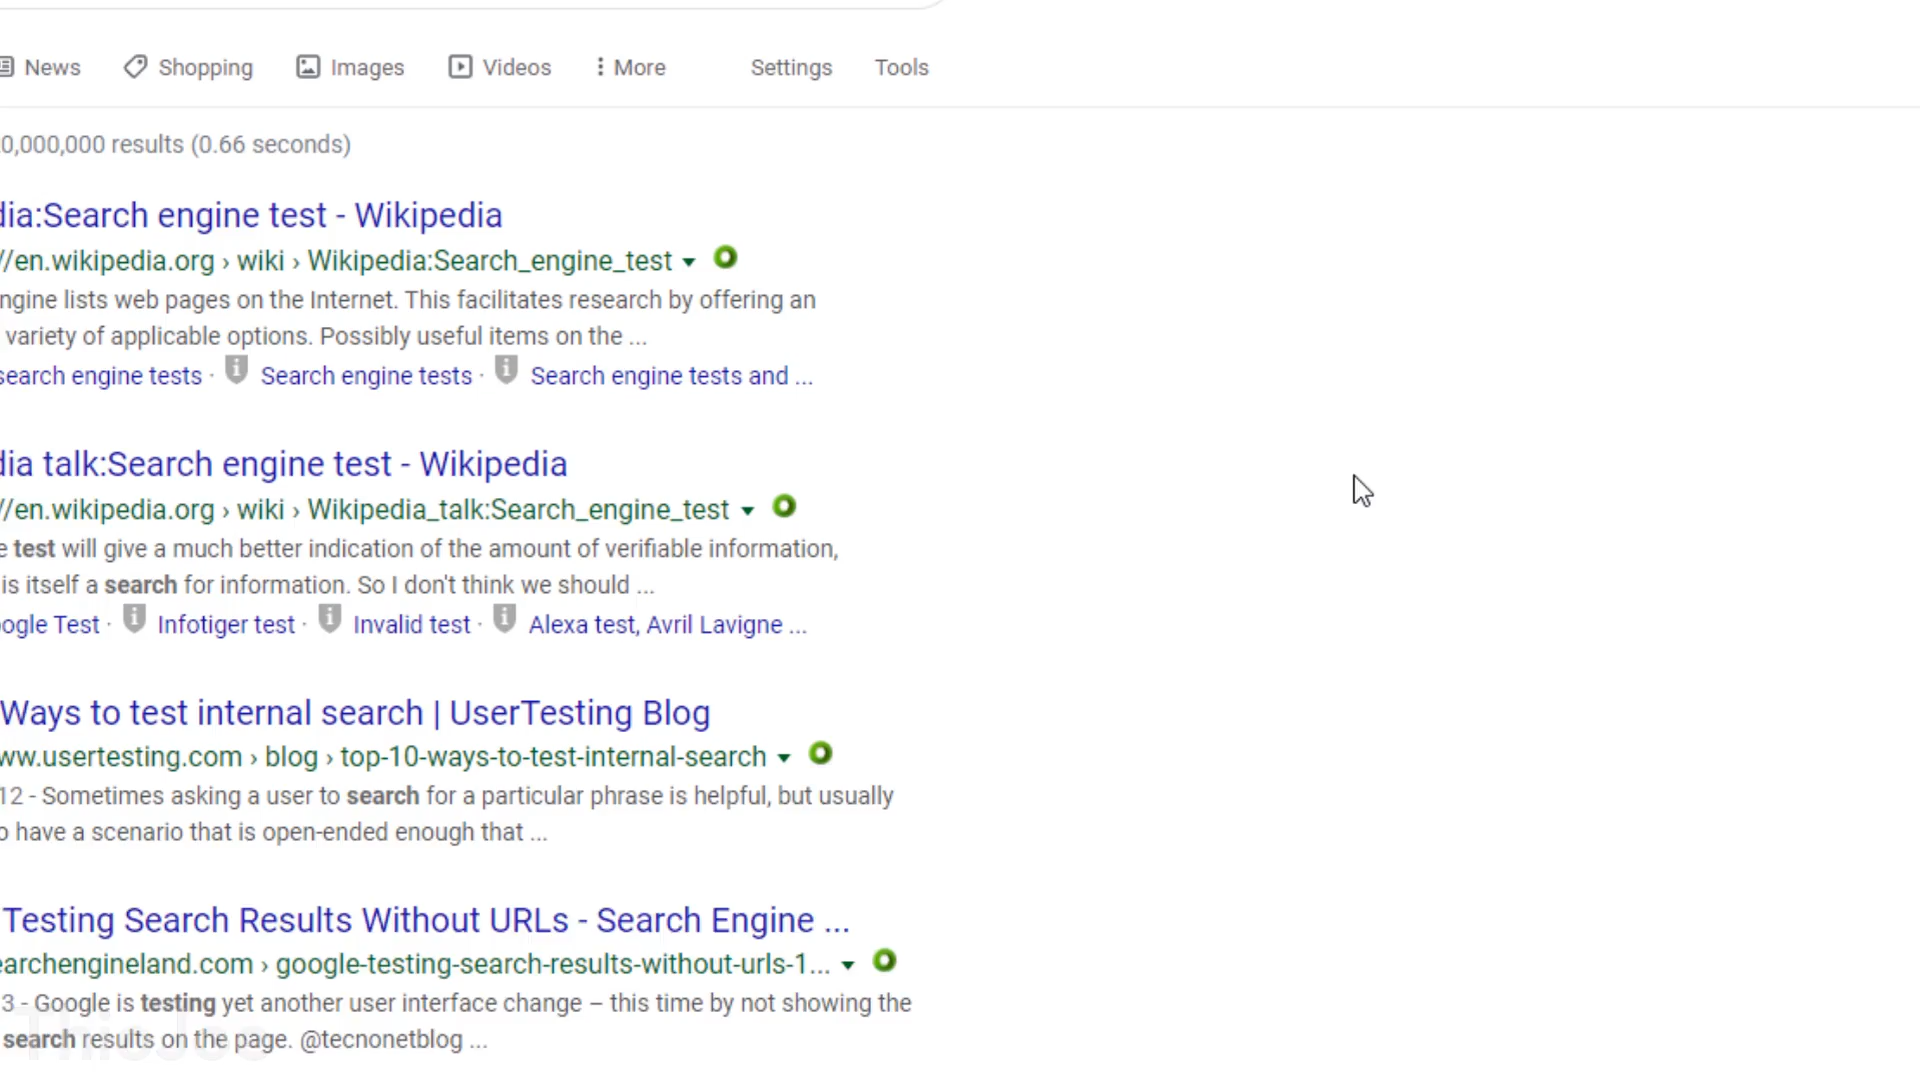 News Shopping Images Videos More Settings Tools
0,000,000 results (0.66 seconds)
dia:Search engine test - Wikipedia
//en.wikipedia.org › wiki › Wikipedia:Search_engine_test
ngine lists web pages on the Internet. This facilitates research by offering an
variety of applicable options. Possibly useful items on the ...
search engine tests · Search engine tests · Search engine tests and ...
dia talk:Search engine test - Wikipedia
//en.wikipedia.org › wiki › Wikipedia_talk:Search_engine_test
e test will give a much better indication of the amount of verifiable information,
is itself a search for information. So I don't think we should ...
ogle Test · Infotiger test · Invalid test · Alexa test, Avril Lavigne ...
Ways to test internal search | UserTesting Blog
ww.usertesting.com › blog › top-10-ways-to-test-internal-search
12 - Sometimes asking a user to search for a particular phrase is helpful, but usually
o have a scenario that is open-ended enough that ...
Testing Search Results Without URLs - Search Engine ...
earchengineland.com › google-testing-search-results-without-urls-1...
3 - Google is testing yet another user interface change – this time by not showing the
search results on the page. @tecnonetblog ...
ThioJoe